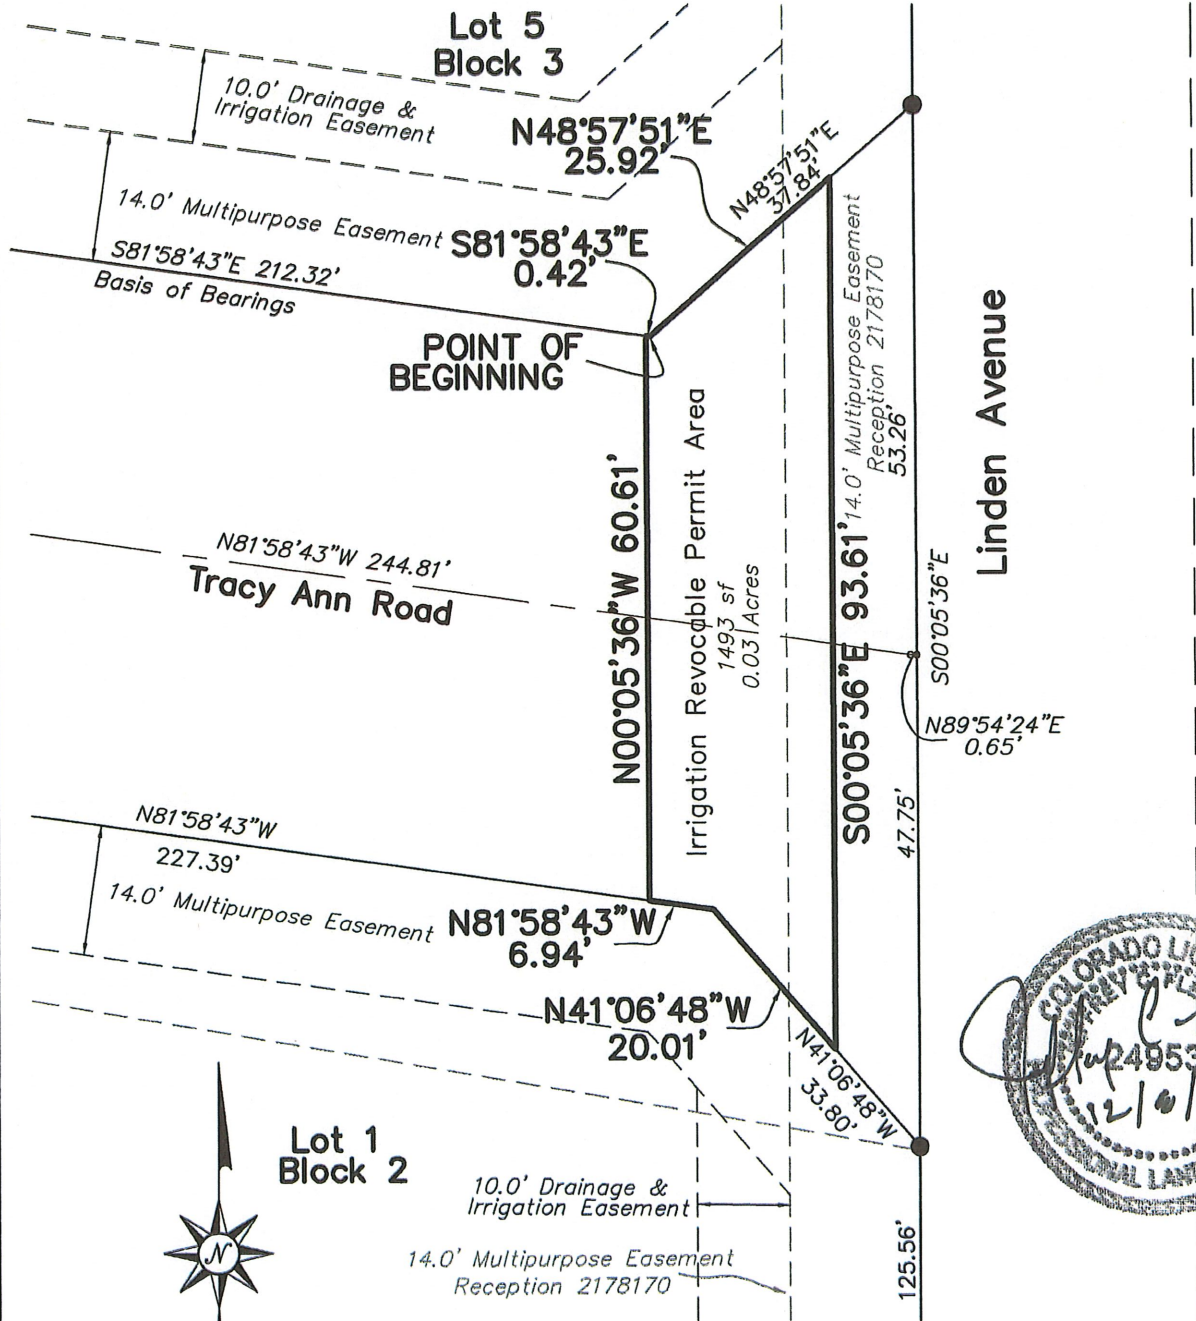 Lot 5
Block 3
10.0' Drainage &
Irrigation Easement
N48°57'51"E
25.92'
N48°57'51"E
37.84'
14.0' Multipurpose Easement
S81°58'43"E
0.42'
S81°58'43"E 212.32'
Basis of Bearings
POINT OF
BEGINNING
14.0' Multipurpose Easement
Reception 2178170
53.26'
Linden Avenue
N00°05'36"W 60.61'
Irrigation Revocable Permit Area
1493 sf
0.03 Acres
S00°05'36"E 93.61'
N81°58'43"W 244.81'
Tracy Ann Road
S00°05'36"E
N89°54'24"E
0.65'
47.75'
N81°58'43"W
227.39'
14.0' Multipurpose Easement
N81°58'43"W
6.94'
N41°06'48"W
20.01'
N41°06'48"W
33.80'
COLORADO LIC
24953
12/
Lot 1
Block 2
N
10.0' Drainage &
Irrigation Easement
14.0' Multipurpose Easement
Reception 2178170
125.56'